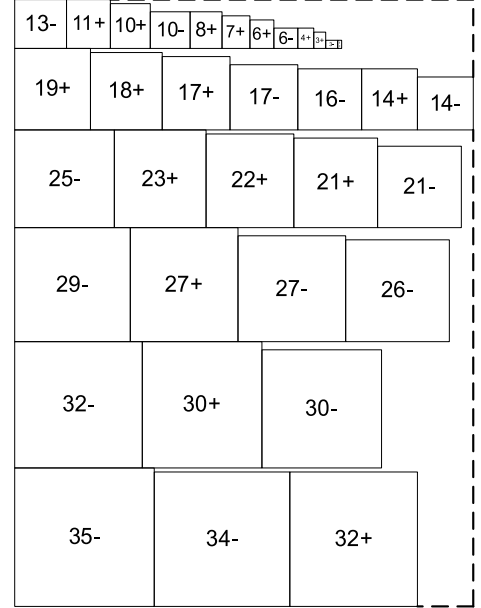 13- 11+ 10+ 10- 8+ 7+ 6+ 6- 4+ 3+ 3-
19+ 18+ 17+ 17- 16- 14+ 14-
25- 23+ 22+ 21+ 21-
29- 27+ 27- 26-
32- 30+ 30-
35- 34- 32+